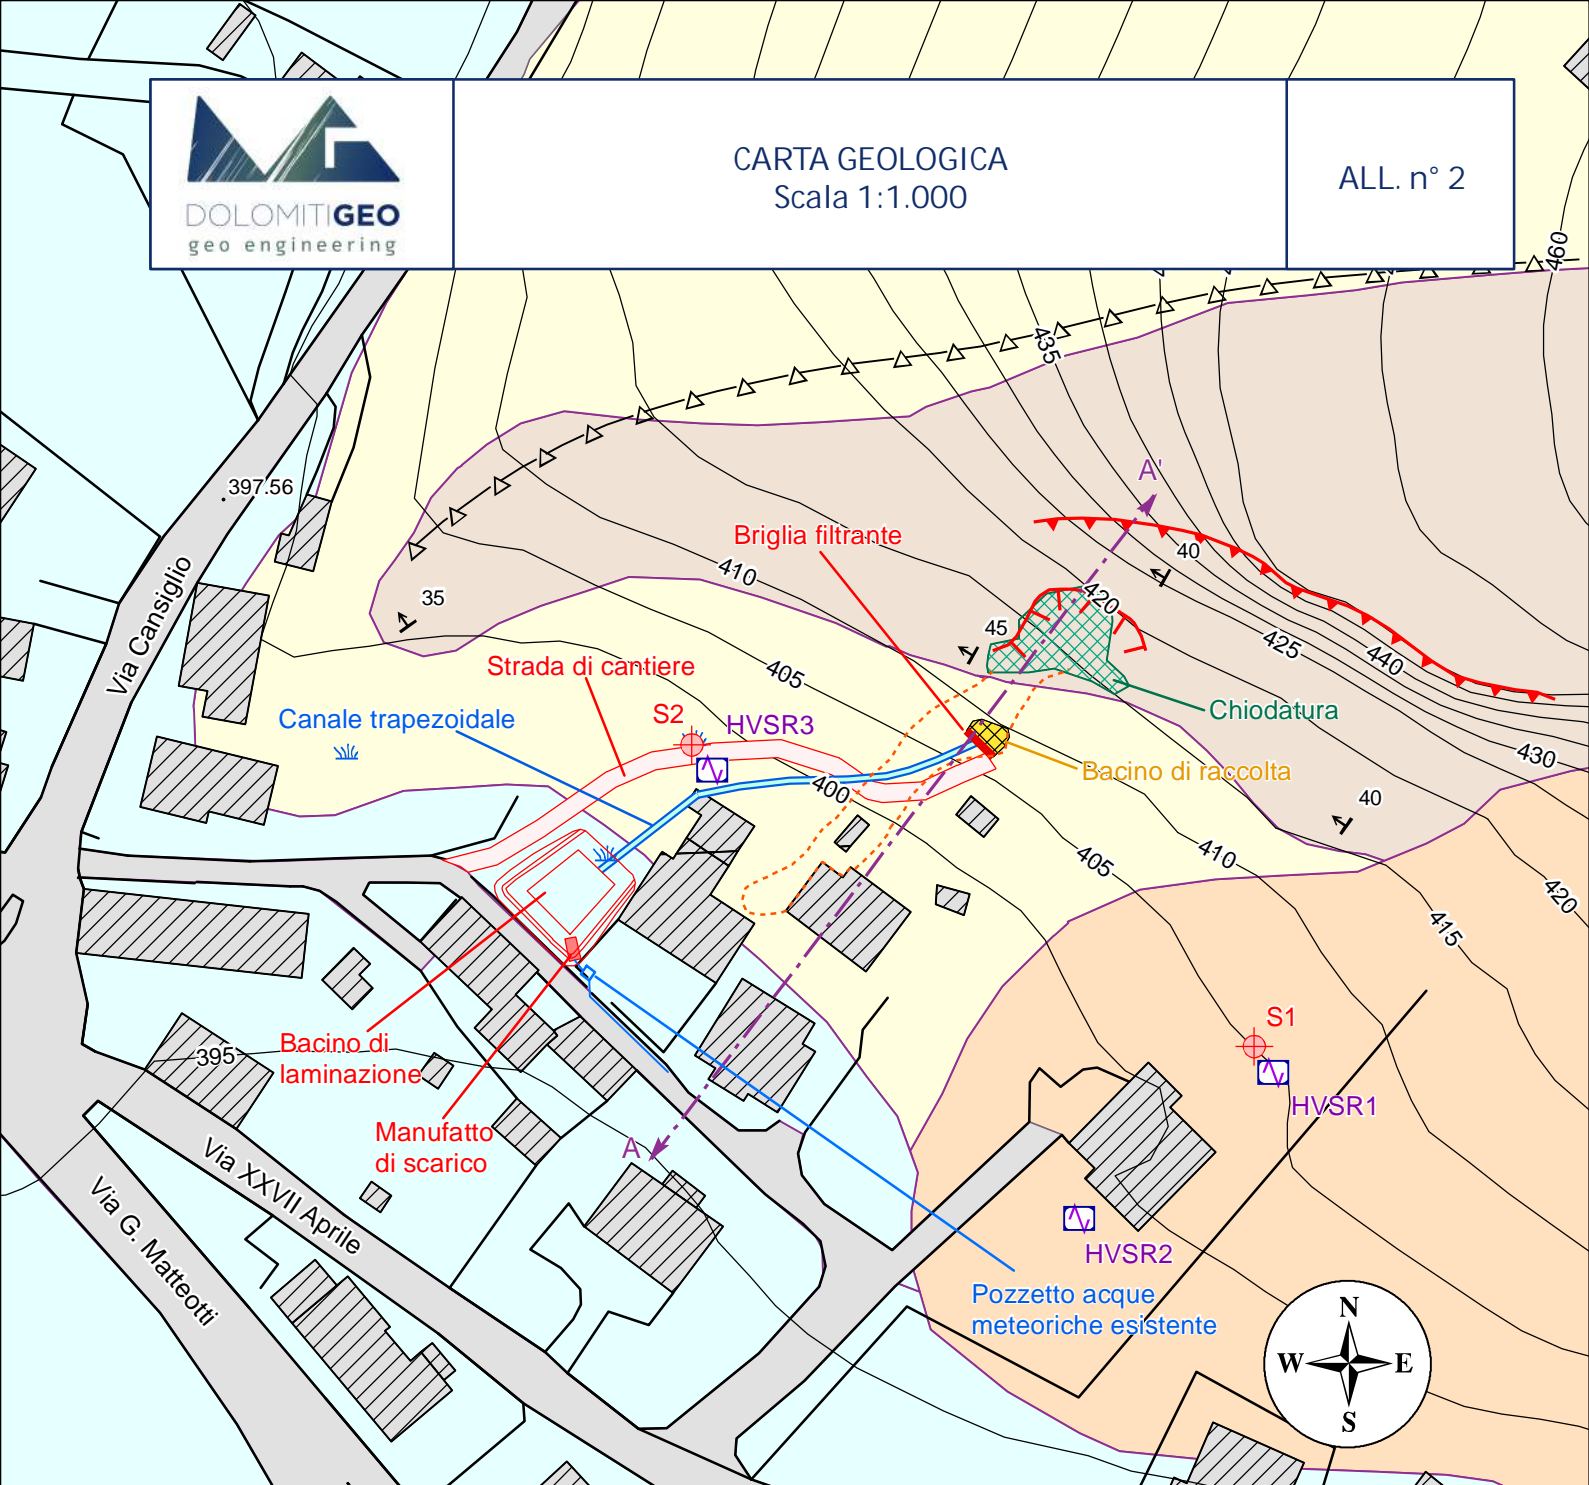 DOLOMITIGEO
geo engineering
CARTA GEOLOGICA
Scala 1:1.000
ALL. n° 2
460
435
397.56
A'
Briglia filtrante
40
410
420
35
45
425
440
Via Cansiglio
Strada di cantiere
405
Chiodatura
S2
HVSR3
Canale trapezoidale
430
Bacino di raccolta
400
40
405
410
420
415
S1
Bacino di
laminazione
395
HVSR1
Manufatto
di scarico
A
Via XXVII Aprile
Via G. Matteotti
HVSR2
Pozzetto acque
meteoriche esistente
N
W
E
S